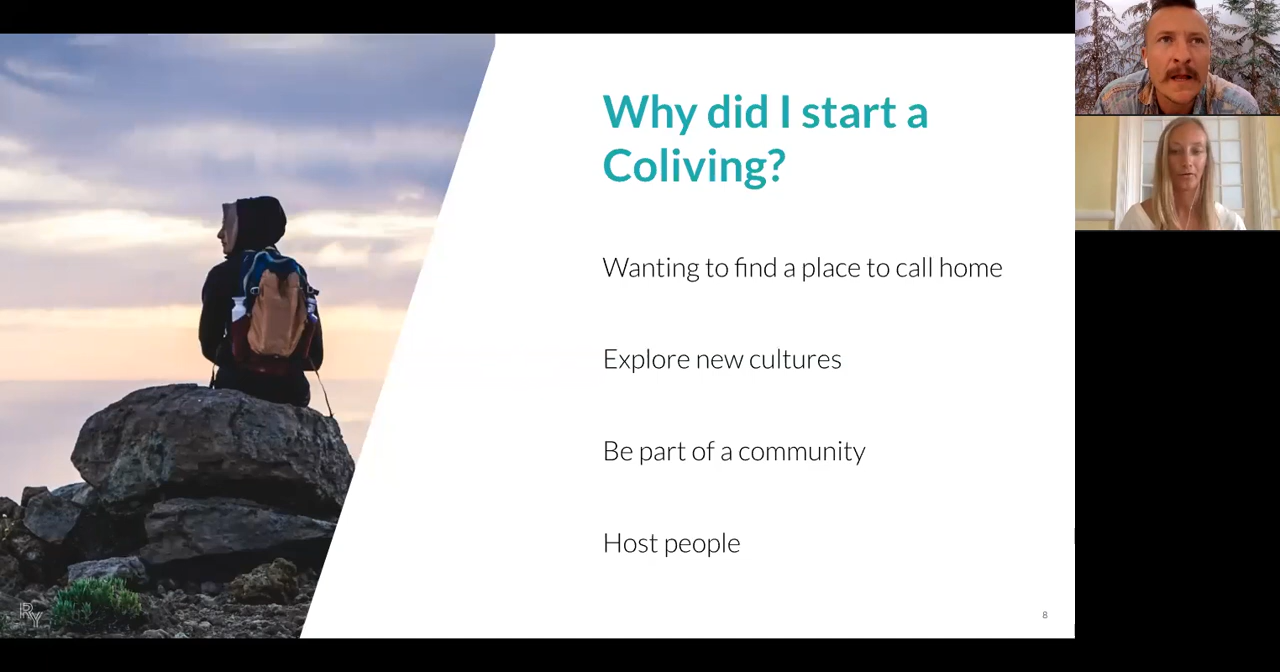 Why did I start a
Coliving?
Wanting to find a place to call home
Explore new cultures
Be part of a community
Host people
RY
8